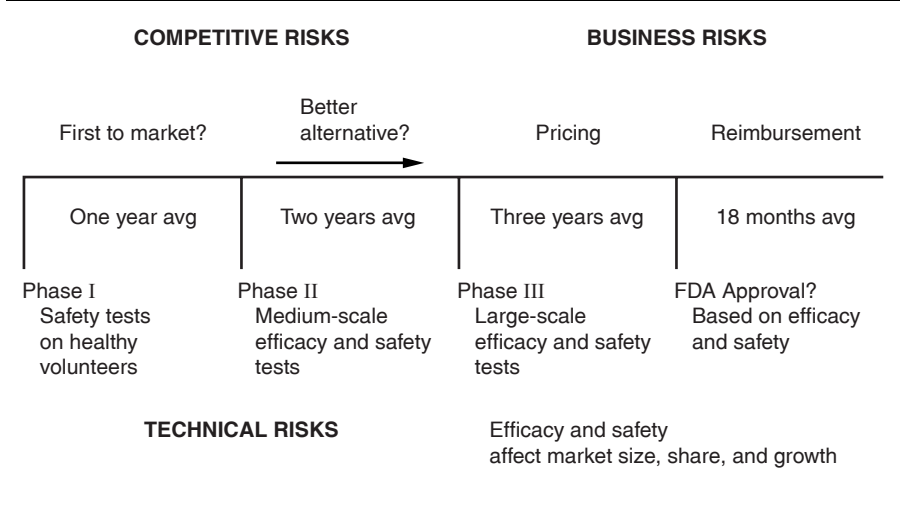 COMPETITIVE RISKS
BUSINESS RISKS
First to market?
Better
alternative?
Pricing
Reimbursement
One year avg
Two years avg
Three years avg
18 months avg
Phase I
Safety tests
on healthy
volunteers
Phase II
Medium-scale
efficacy and safety
tests
Phase III
Large-scale
efficacy and safety
tests
FDA Approval?
Based on efficacy
and safety
TECHNICAL RISKS
Efficacy and safety
affect market size, share, and growth